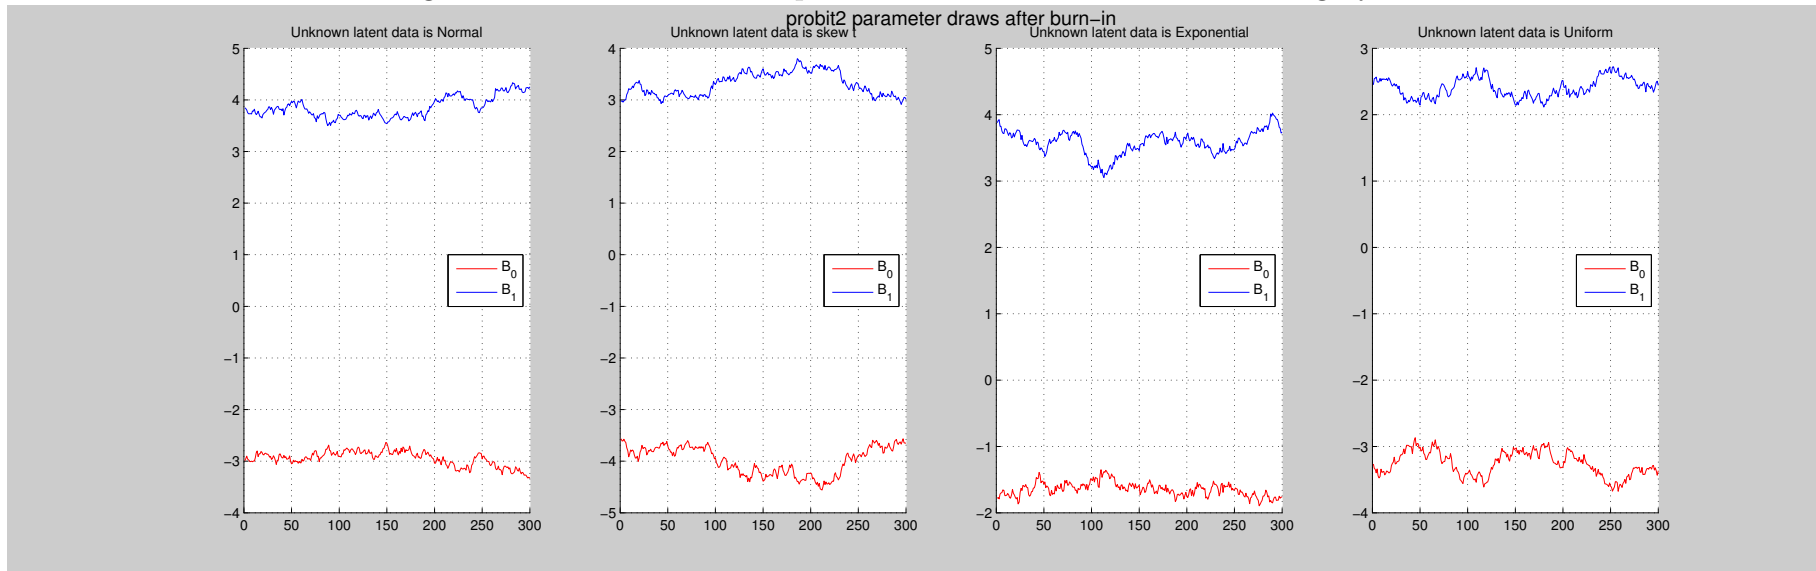 probit2 parameter draws after burn−in
Unknown latent data is Normal
5
4
3
2
1
0
−1
−2
−3
−4
0 50 100 150 200 250 300
B0
B1
Unknown latent data is skew t
4
3
2
1
0
−1
−2
−3
−4
−5
0 50 100 150 200 250 300
B0
B1
Unknown latent data is Exponential
5
4
3
2
1
0
−1
−2
0 50 100 150 200 250 300
B0
B1
Unknown latent data is Uniform
3
2
1
0
−1
−2
−3
−4
0 50 100 150 200 250 300
B0
B1